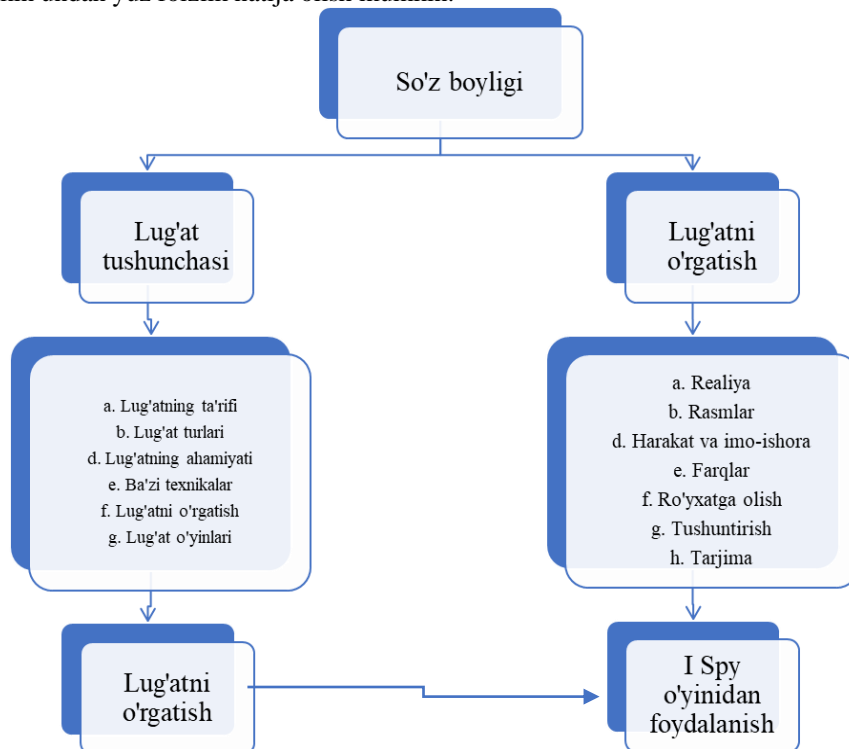 So'z boyligi
Lug'at
tushunchasi
Lug'atni
o'rgatish
a. Lug'atning ta'rifi
b. Lug'at turlari
d. Lug'atning ahamiyati
e. Ba'zi texnikalar
f. Lug'atni o'rgatish
g. Lug'at o'yinlari
a. Realiya
b. Rasmlar
d. Harakat va imo-ishora
e. Farqlar
f. Ro'yxatga olish
g. Tushuntirish
h. Tarjima
Lug'atni
o'rgatish
I Spy
o'yinidan
foydalanish